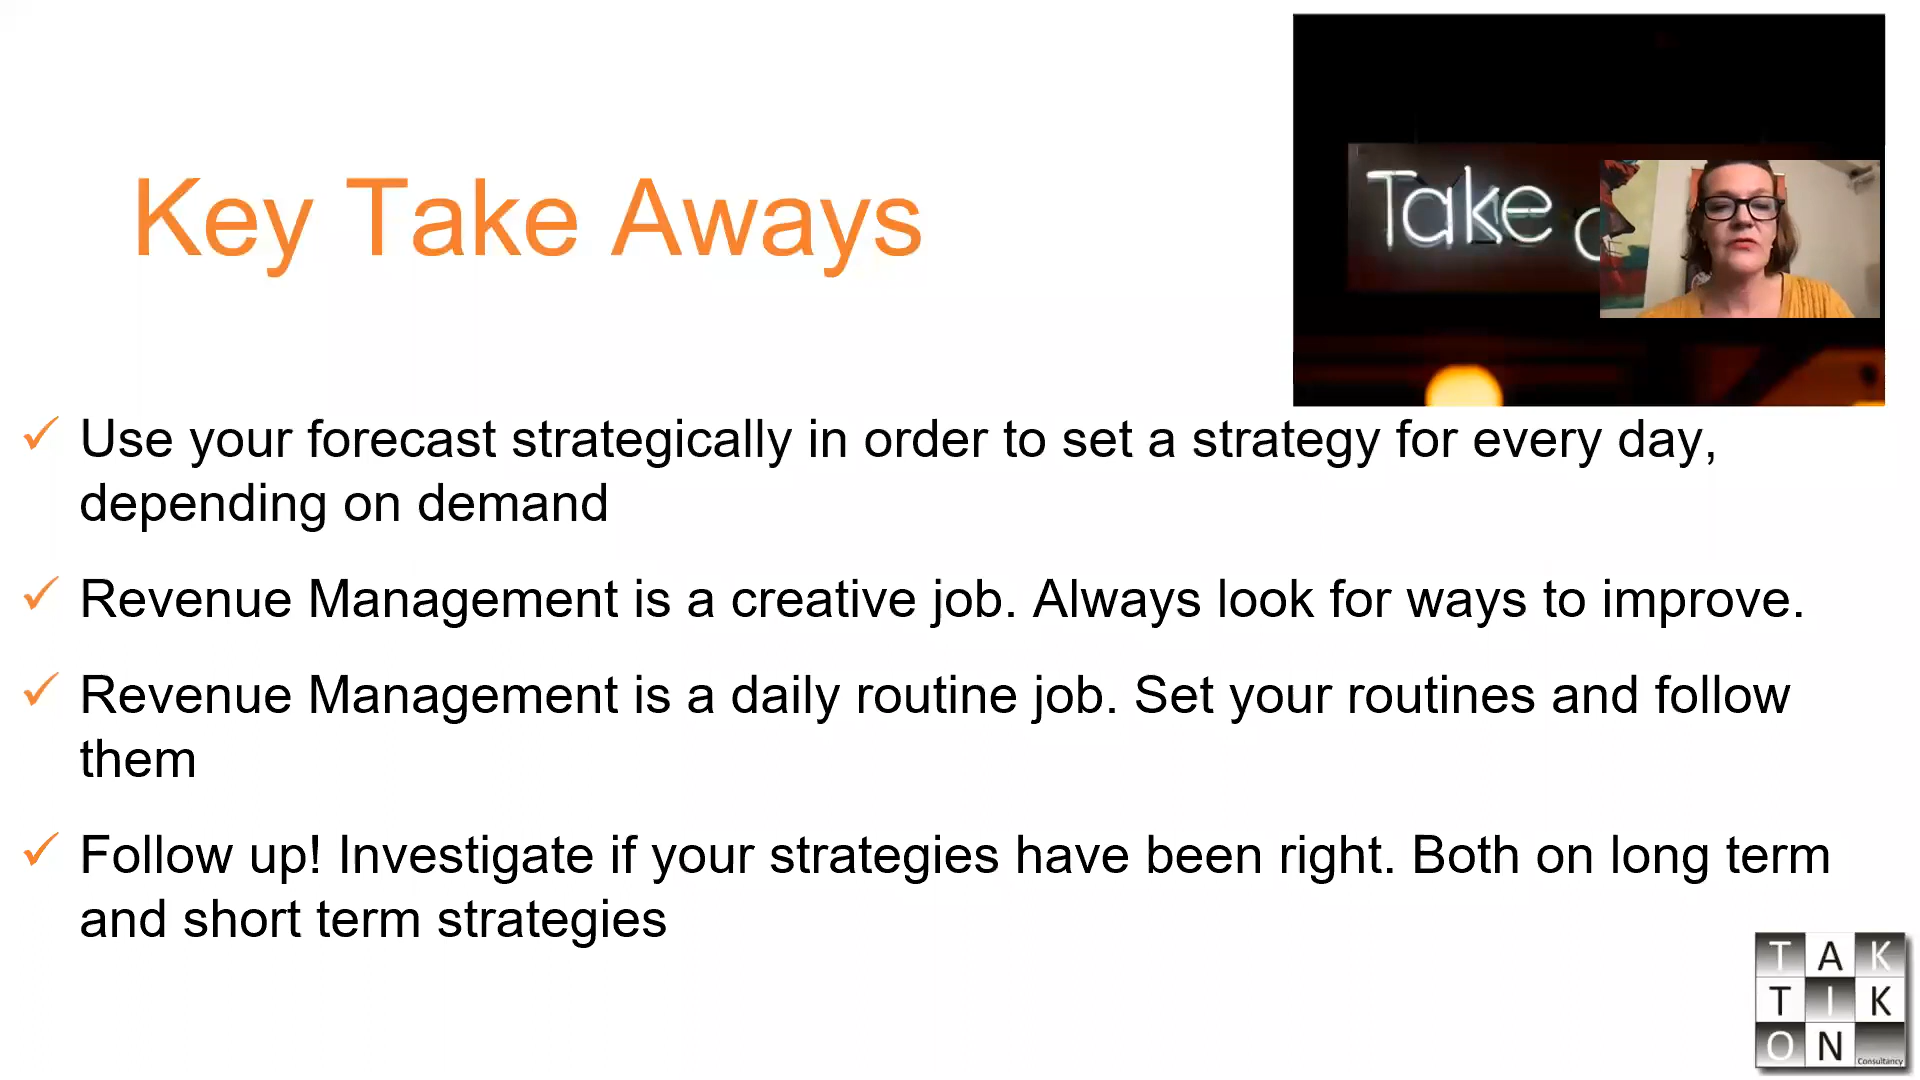 Key Take Aways
Take
Use your forecast strategically in order to set a strategy for every day,
depending on demand
Revenue Management is a creative job. Always look for ways to improve.
Revenue Management is a daily routine job. Set your routines and follow
them
Follow up! Investigate if your strategies have been right. Both on long term
and short term strategies
TAK
TIK
ON
Consultancy